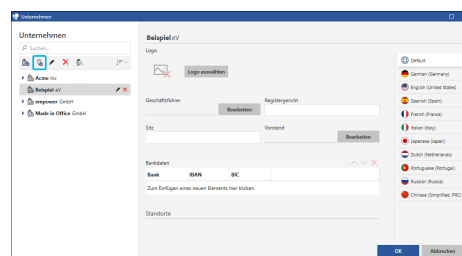 Unternehmen
Unternehmen
Suchen...
Acme Inc
Beispiel eV
empower GmbH
Made in Office GmbH
Beispiel eV
Logo
Logo auswählen
Geschäftsführer
Registergericht
Bearbeiten
Sitz
Vorstand
Bearbeiten
Bankdaten
Bank IBAN BIC
Zum Einfügen eines neuen Elements hier klicken
Standorte
Default
German (Germany)
English (United States)
Spanish (Spain)
French (France)
Italian (Italy)
Japanese (Japan)
Dutch (Netherlands)
Portuguese (Portugal)
Russian (Russia)
Chinese (Simplified, PRC)
OK Abbrechen